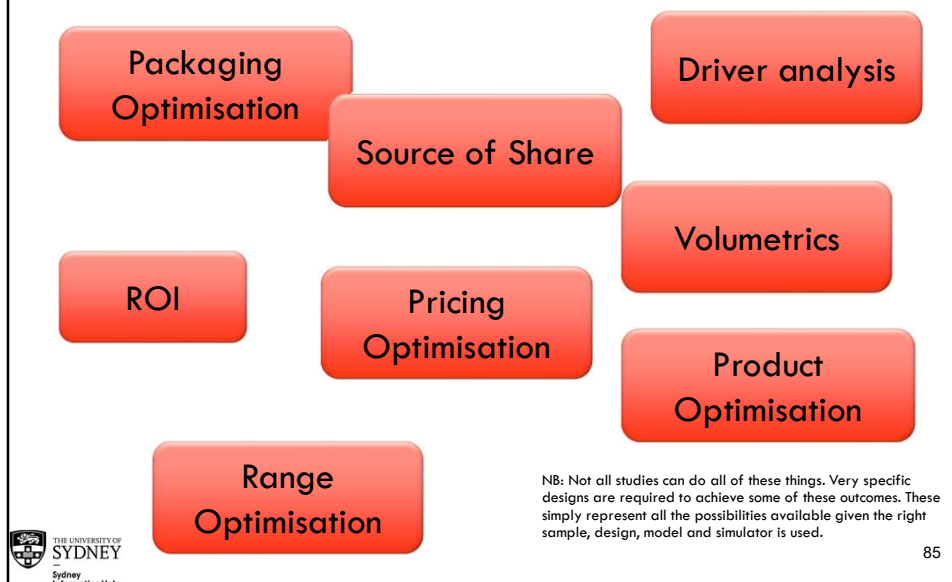 Packaging
Optimisation
Driver analysis
Source of Share
Volumetrics
ROI
Pricing
Optimisation
Product
Optimisation
Range
Optimisation
NB: Not all studies can do all of these things. Very specific
designs are required to achieve some of these outcomes. These
simply represent all the possibilities available given the right
sample, design, model and simulator is used.
THE UNIVERSITY OF
SYDNEY
Sydney
85